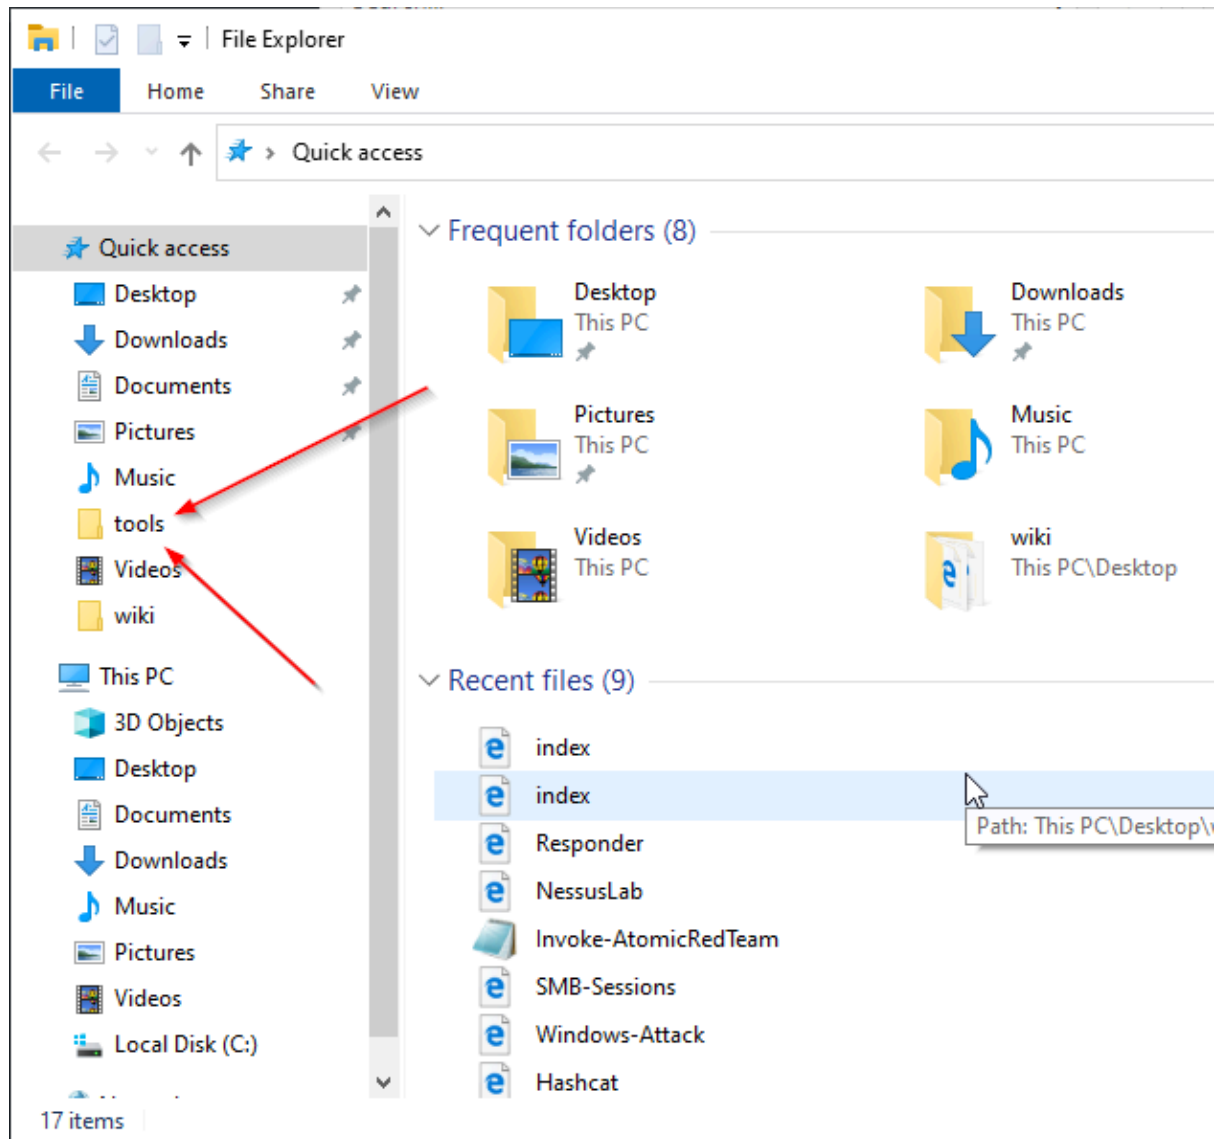 File Explorer
File Home Share View
Quick access
Quick access
Desktop
Downloads
Documents
Pictures
Music
tools
Videos
wiki
This PC
3D Objects
Desktop
Documents
Downloads
Music
Pictures
Videos
Local Disk (C:)
17 items
Frequent folders (8)
Desktop
This PC
Downloads
This PC
Pictures
This PC
Music
This PC
Videos
This PC
wiki
This PC\Desktop
Recent files (9)
index
index
Path: This PC\Desktop\
Responder
NessusLab
Invoke-AtomicRedTeam
SMB-Sessions
Windows-Attack
Hashcat